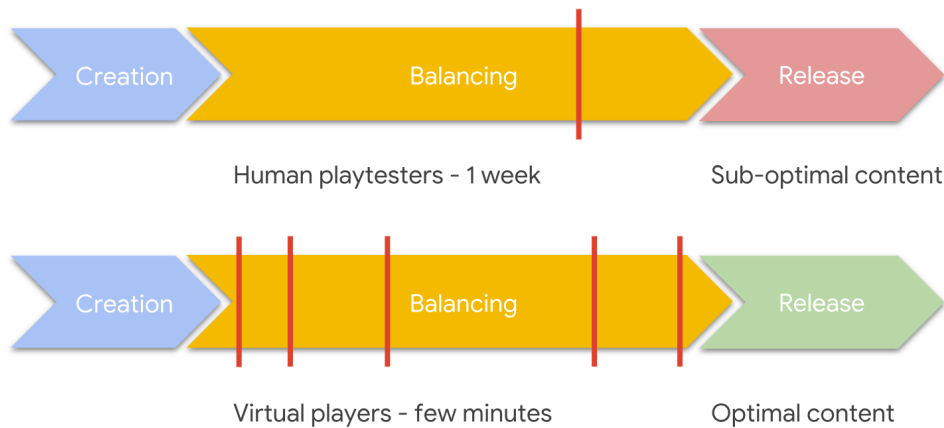 Creation
Balancing
Release
Human playtesters - 1 week
Sub-optimal content
Creation
Balancing
Release
Virtual players - few minutes
Optimal content